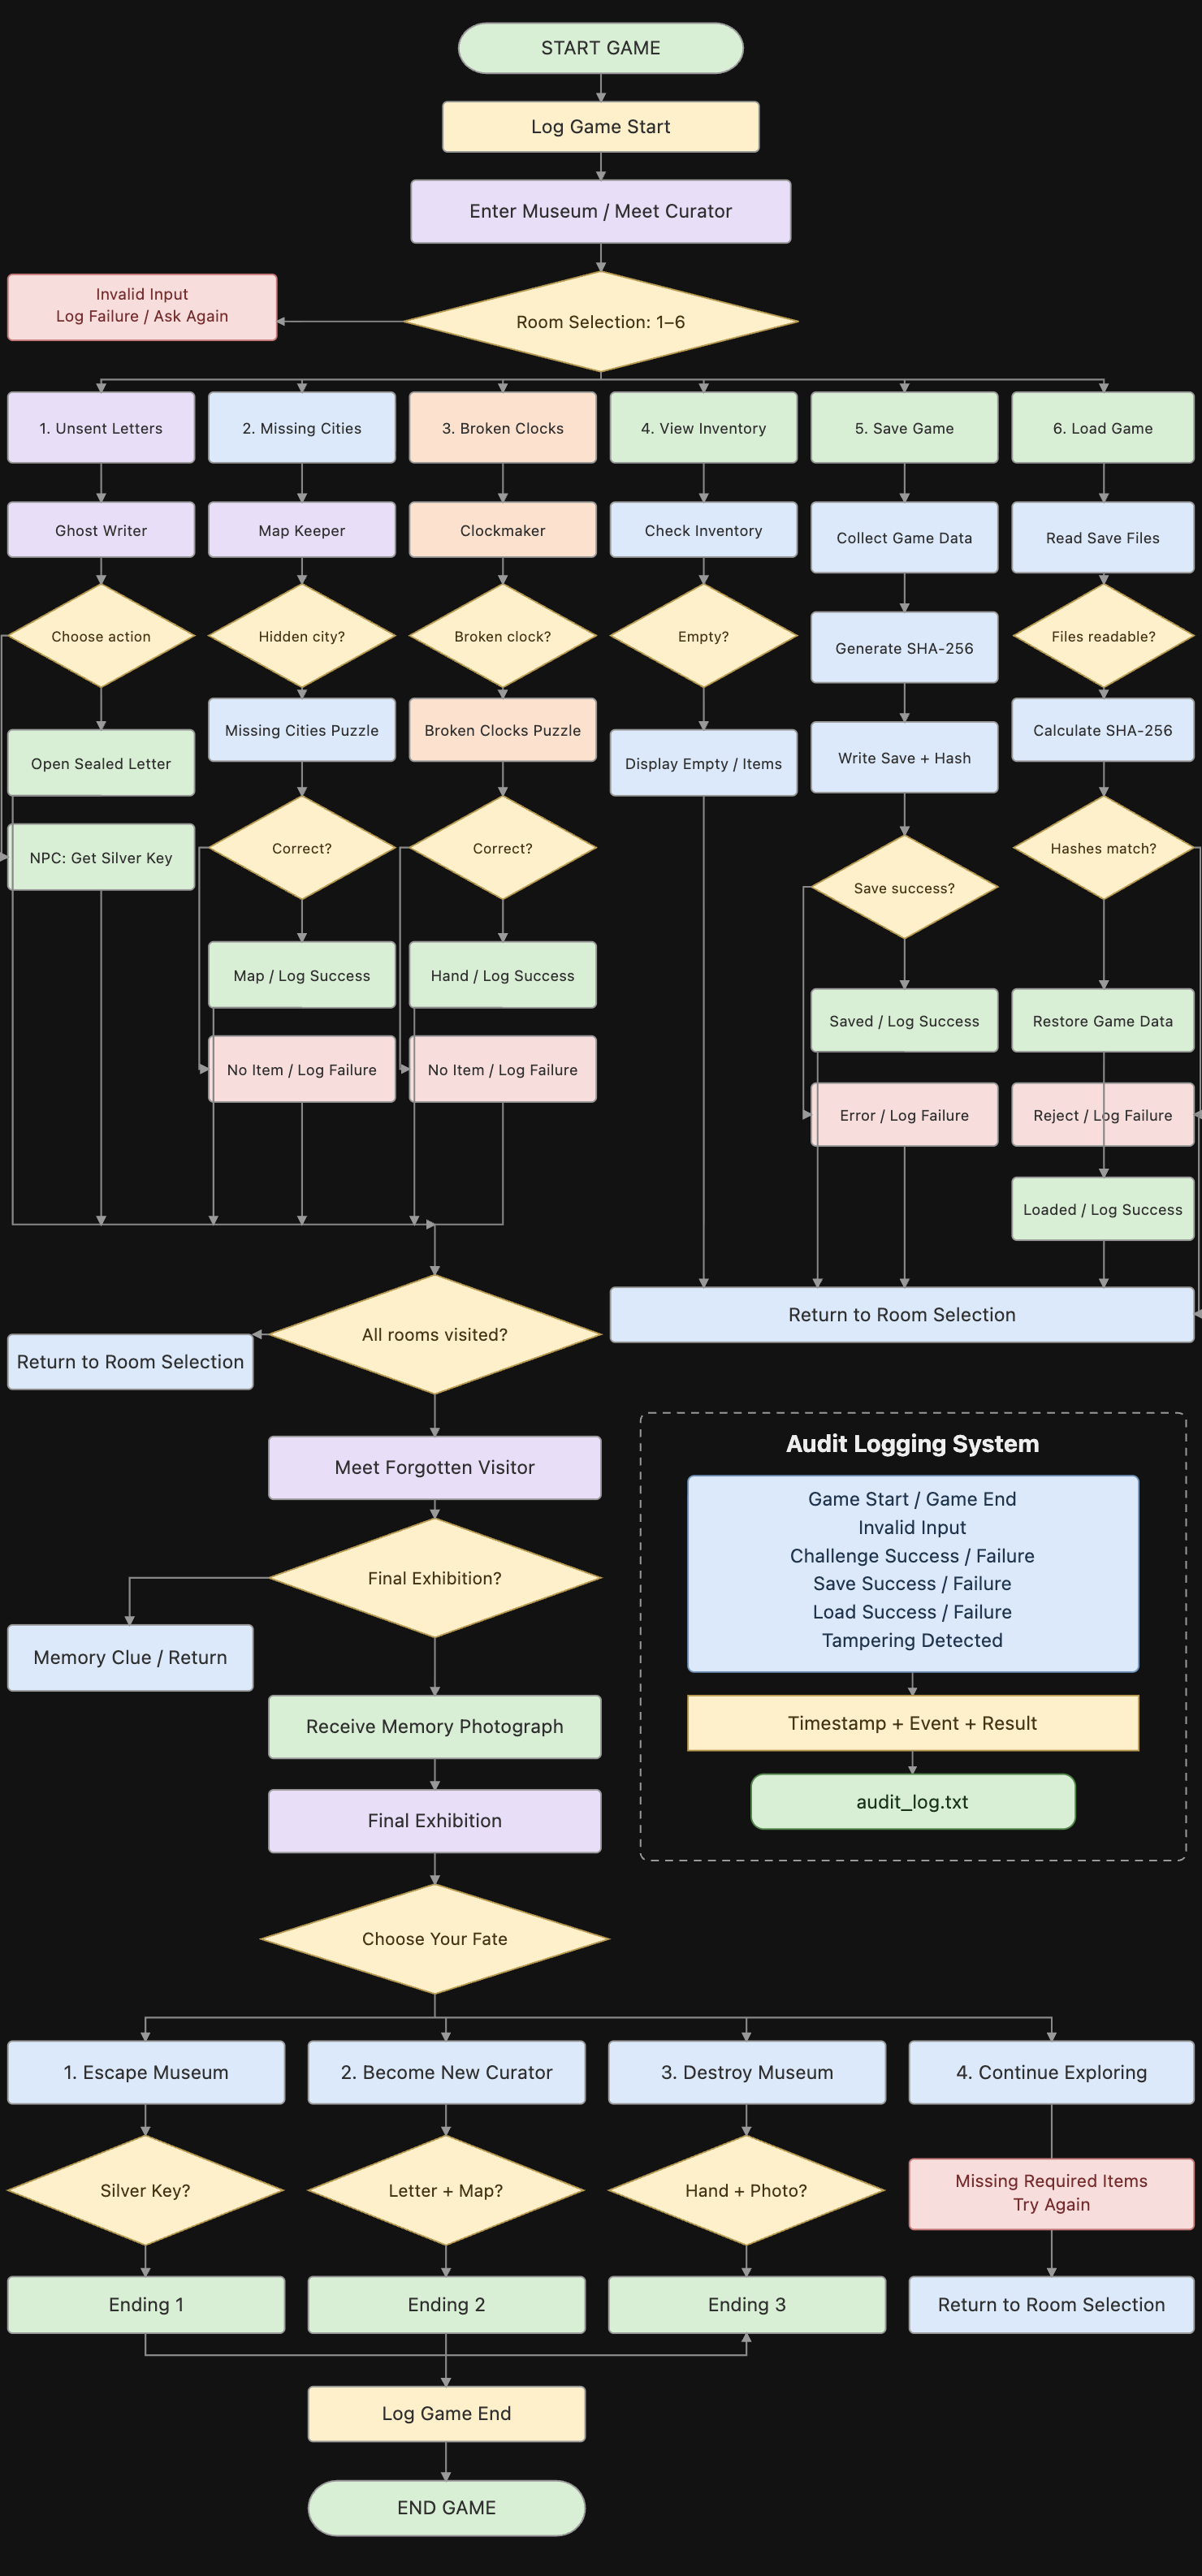 START GAME
Log Game Start
Enter Museum / Meet Curator
Invalid Input
Log Failure / Ask Again
Room Selection: 1–6
1. Unsent Letters
2. Missing Cities
3. Broken Clocks
4. View Inventory
5. Save Game
6. Load Game
Ghost Writer
Map Keeper
Clockmaker
Check Inventory
Collect Game Data
Read Save Files
Choose action
Hidden city?
Broken clock?
Empty?
Generate SHA-256
Files readable?
Open Sealed Letter
Missing Cities Puzzle
Broken Clocks Puzzle
Display Empty / Items
Write Save + Hash
Calculate SHA-256
NPC: Get Silver Key
Correct?
Correct?
Save success?
Hashes match?
Map / Log Success
Hand / Log Success
Saved / Log Success
Restore Game Data
No Item / Log Failure
No Item / Log Failure
Error / Log Failure
Reject / Log Failure
Loaded / Log Success
Return to Room Selection
All rooms visited?
Return to Room Selection
Meet Forgotten Visitor
Final Exhibition?
Memory Clue / Return
Receive Memory Photograph
Final Exhibition
Audit Logging System
Game Start / Game End
Invalid Input
Challenge Success / Failure
Save Success / Failure
Load Success / Failure
Tampering Detected
Timestamp + Event + Result
audit_log.txt
Choose Your Fate
1. Escape Museum
2. Become New Curator
3. Destroy Museum
4. Continue Exploring
Silver Key?
Letter + Map?
Hand + Photo?
Missing Required Items
Try Again
Ending 1
Ending 2
Ending 3
Return to Room Selection
Log Game End
END GAME